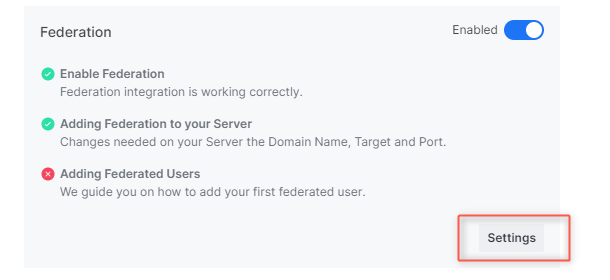 Federation
Enabled
Enable Federation
Federation integration is working correctly.
Adding Federation to your Server
Changes needed on your Server the Domain Name, Target and Port.
Adding Federated Users
We guide you on how to add your first federated user.
Settings